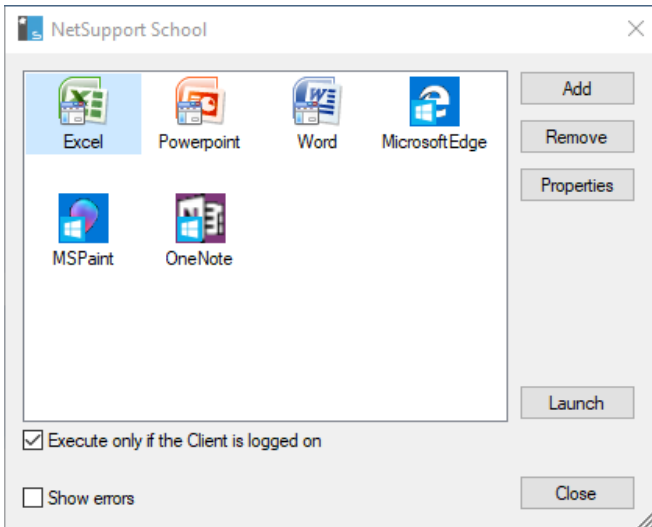 NetSupport School
Excel
Powerpoint
Word
MicrosoftEdge
MSPaint
OneNote
Add
Remove
Properties
Launch
Execute only if the Client is logged on
Show errors
Close